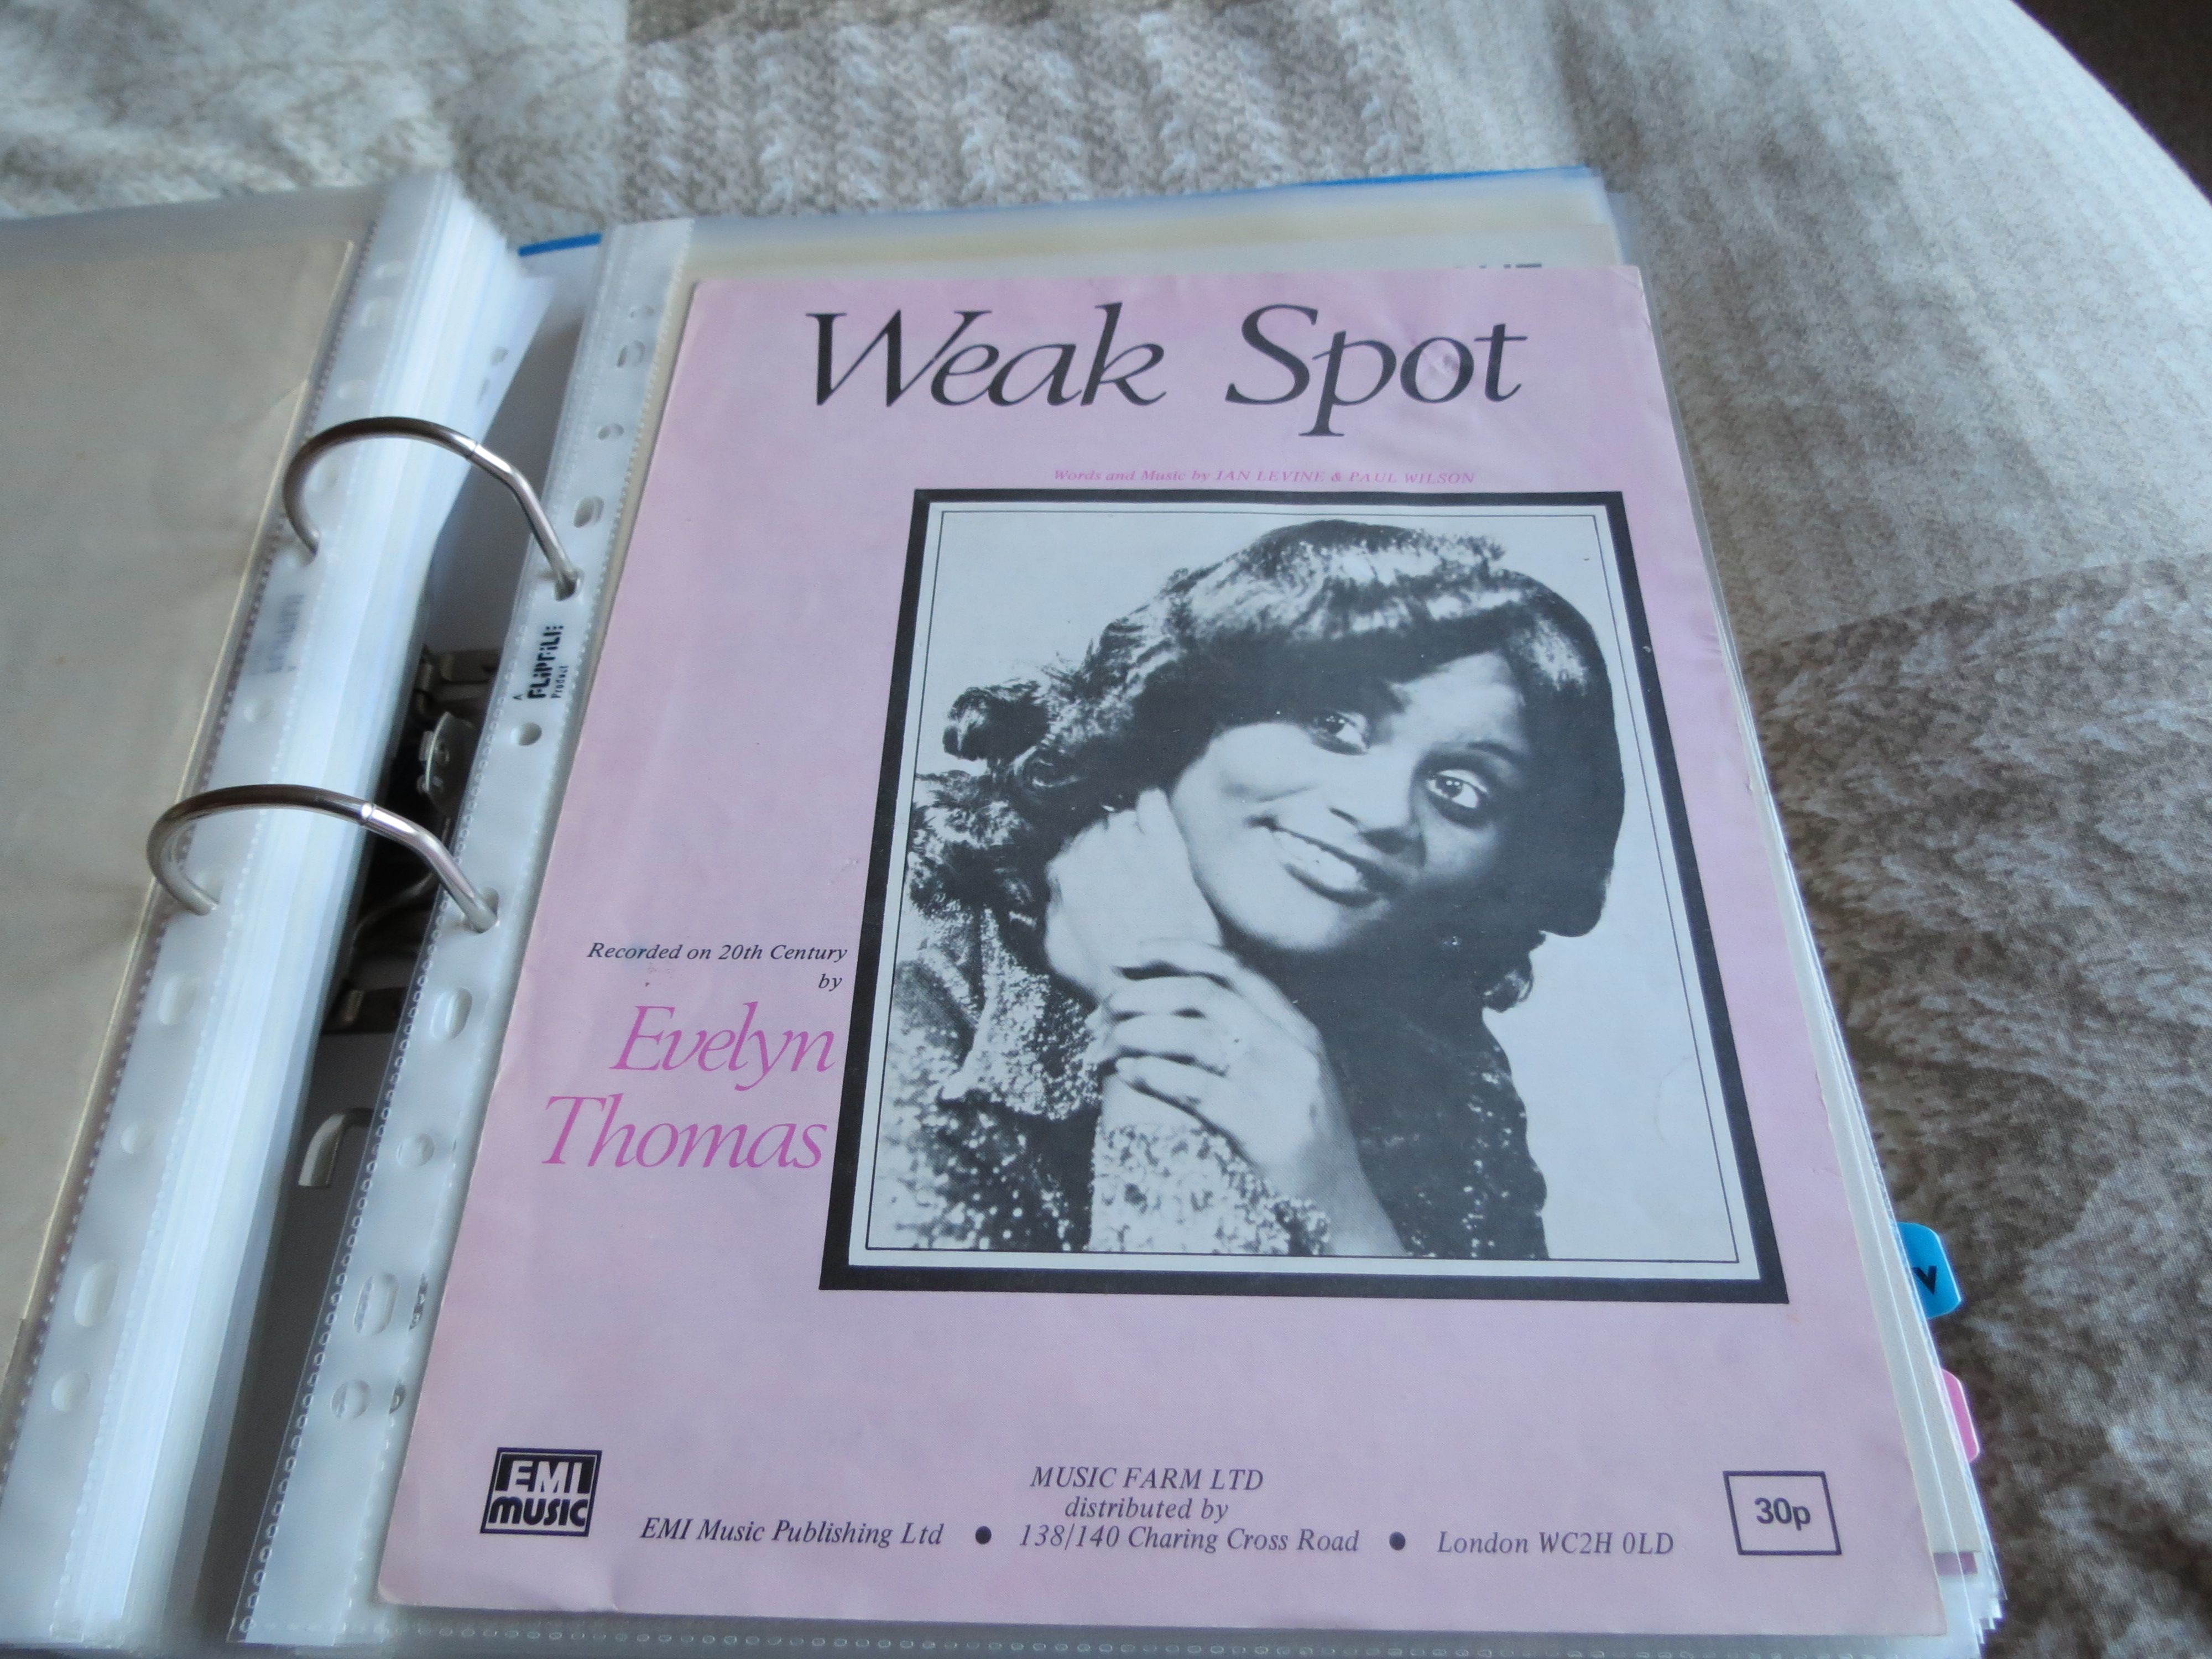 Weak Spot
Words and Music by IAN LEVINE & PAUL WILSON
Recorded on 20th Century
by
Evelyn
Thomas
EMI
MUSIC
MUSIC FARM LTD
distributed by
EMI Music Publishing Ltd ● 138/140 Charing Cross Road ● London WC2H 0LD
30p
A
FLiPFiLE
Product
V